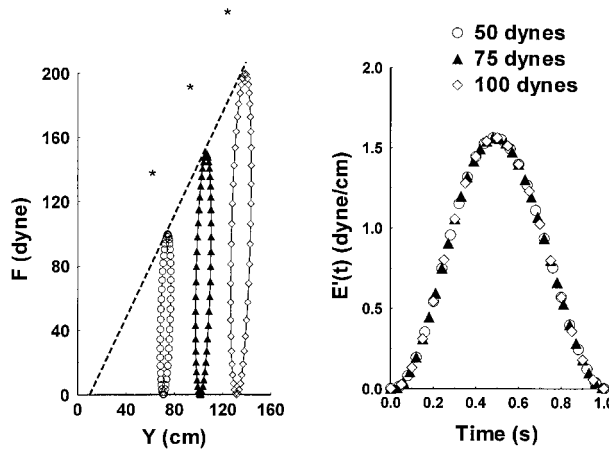 *
*
*
200
160
120
80
40
0
F (dyne)
0 40 80 120 160
Y (cm)
50 dynes
75 dynes
100 dynes
2.0
1.5
1.0
0.5
0.0
E'(t) (dyne/cm)
0.0 0.2 0.4 0.6 0.8 1.0
Time (s)